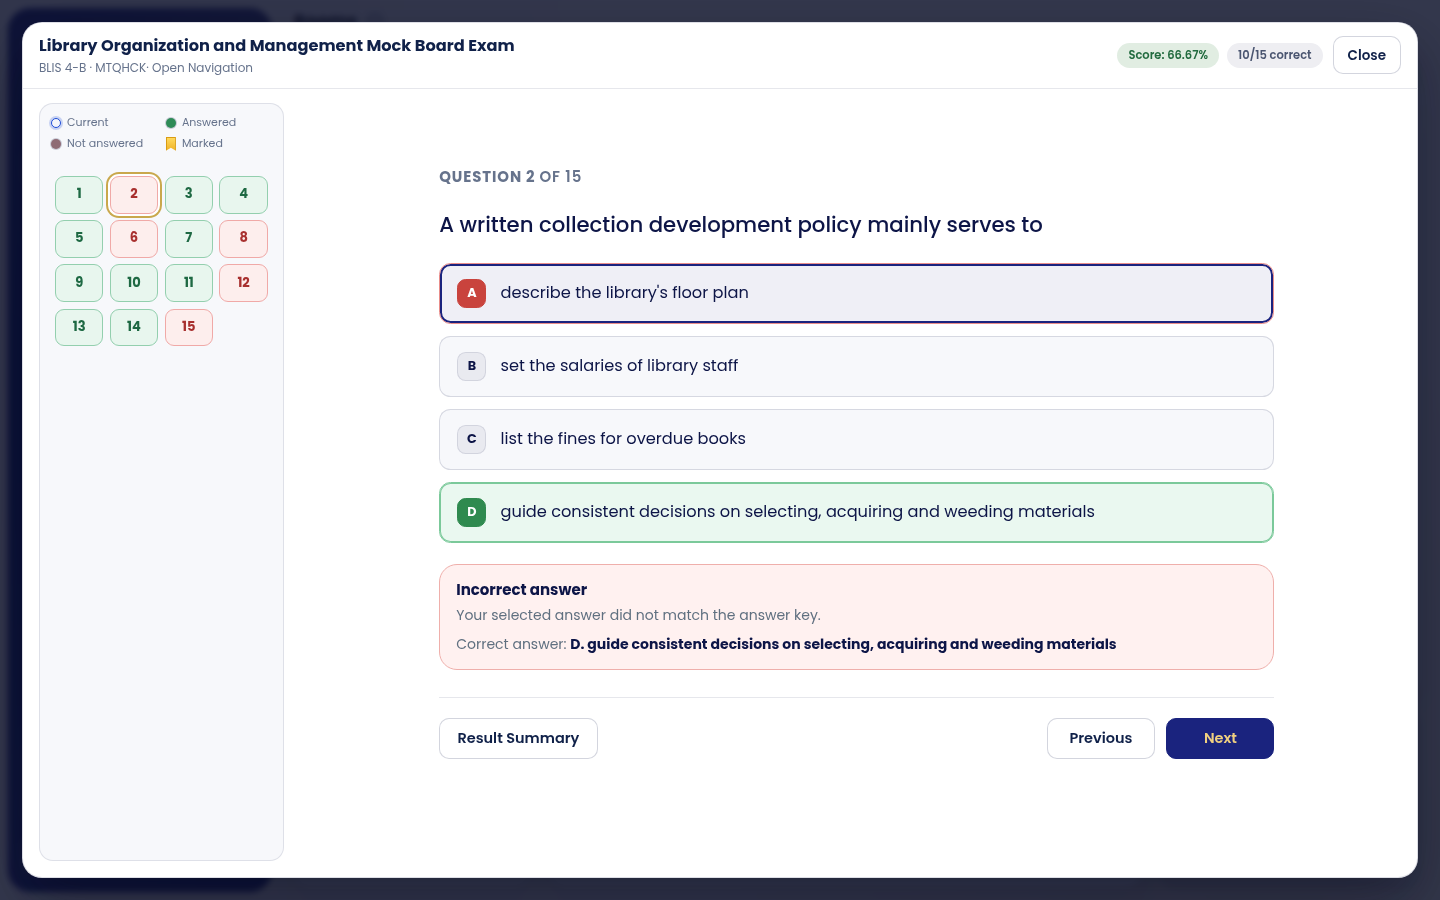 Library Organization and Management Mock Board Exam
BLIS 4-B · MTQHCK· Open Navigation
Score: 66.67%
10/15 correct
Close
Current
Answered
Not answered
Marked
1
2
3
4
5
6
7
8
9
10
11
12
13
14
15
QUESTION 2 OF 15
A written collection development policy mainly serves to
A describe the library's floor plan
B set the salaries of library staff
C list the fines for overdue books
D guide consistent decisions on selecting, acquiring and weeding materials
Incorrect answer
Your selected answer did not match the answer key.
Correct answer: D. guide consistent decisions on selecting, acquiring and weeding materials
Result Summary
Previous
Next